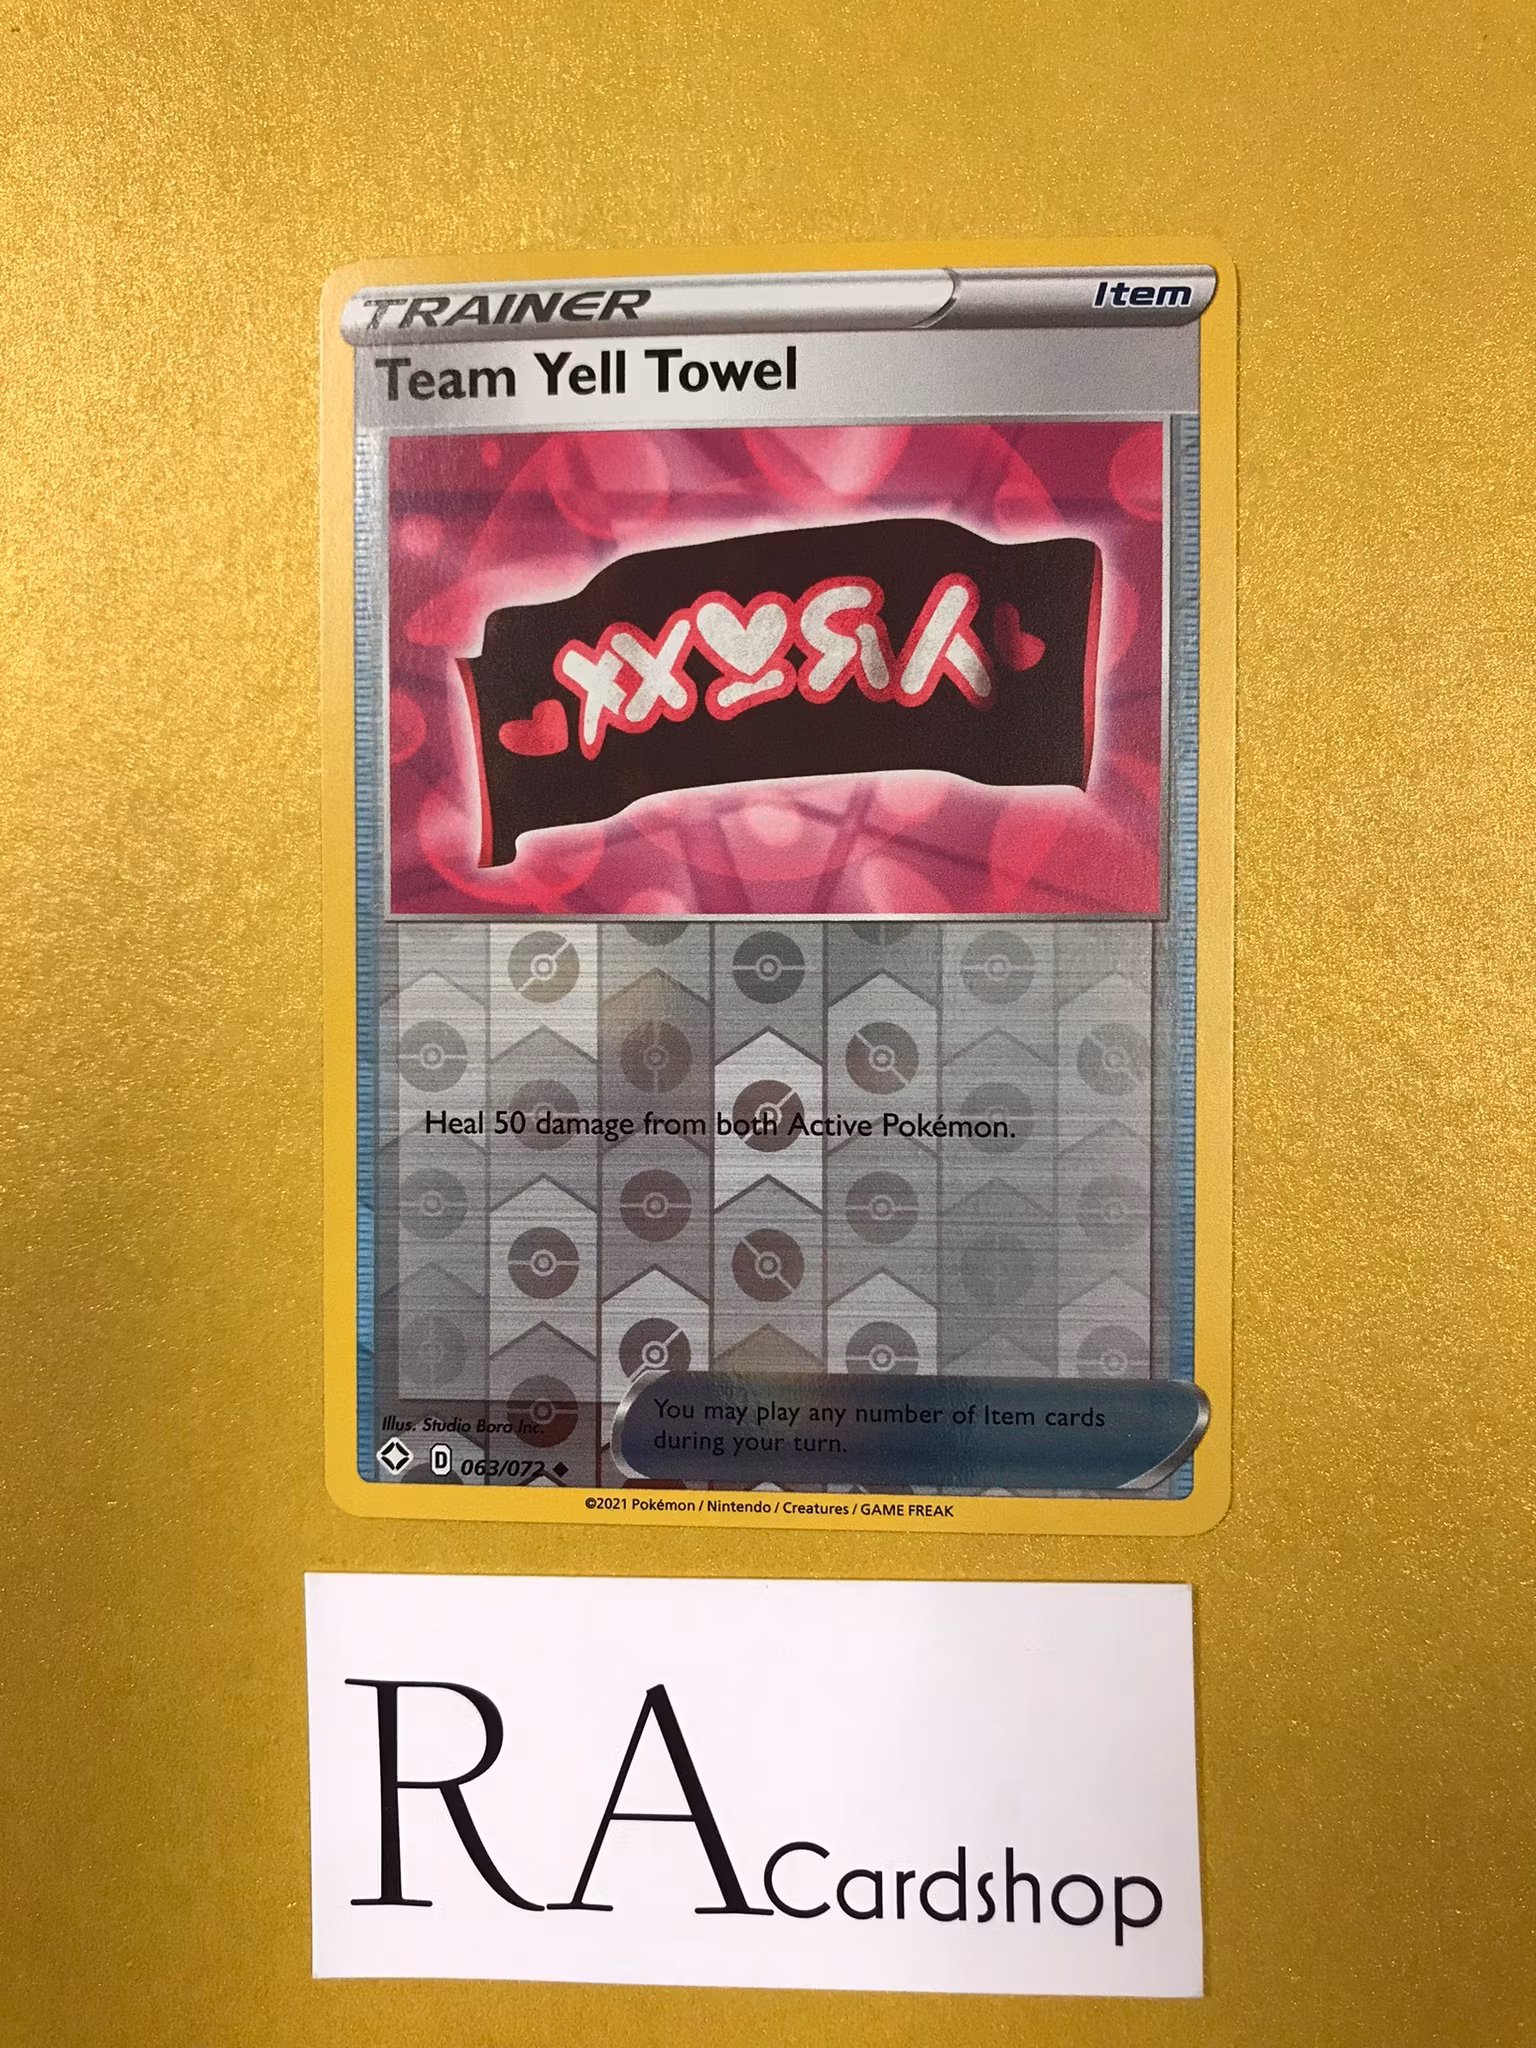 TRAINER
Item
Team Yell Towel
Heal 50 damage from both Active Pokémon.
You may play any number of Item cards
during your turn.
Illus. Studio Bora Inc.
D 063/072
©2021 Pokémon / Nintendo / Creatures / GAME FREAK
RA Cardshop